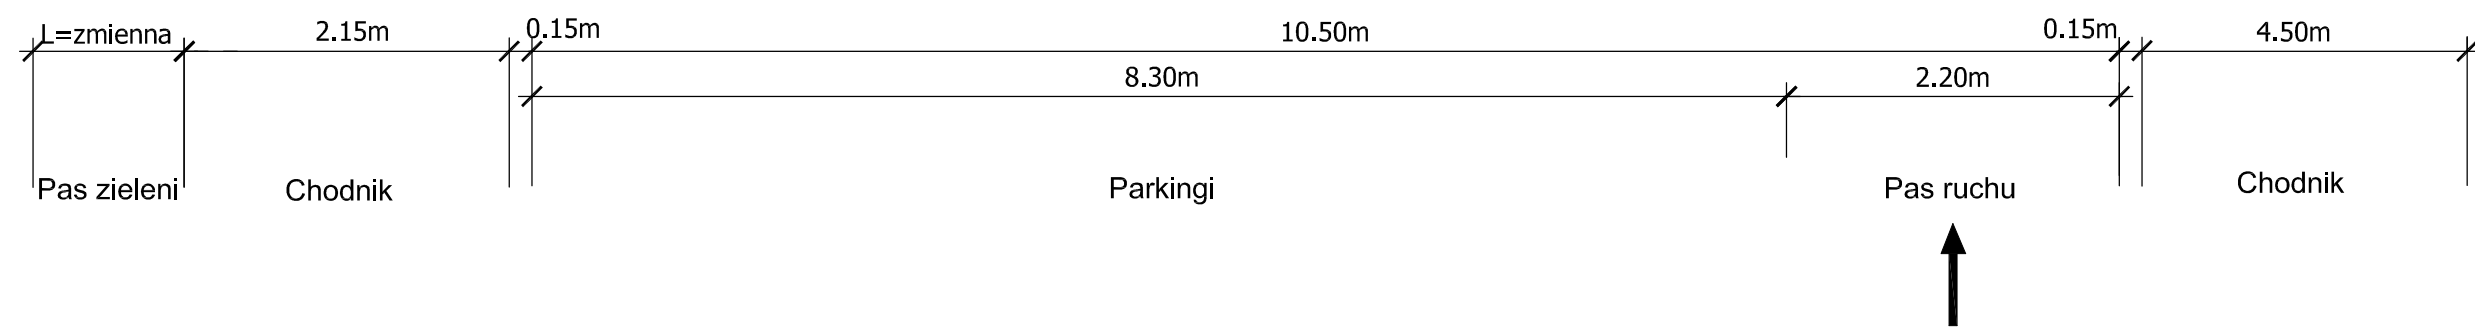 L=zmienna 2.15m 0.15m 10.50m 0.15m 4.50m
8.30m 2.20m
Pas zieleni Chodnik Parkingi Pas ruchu Chodnik